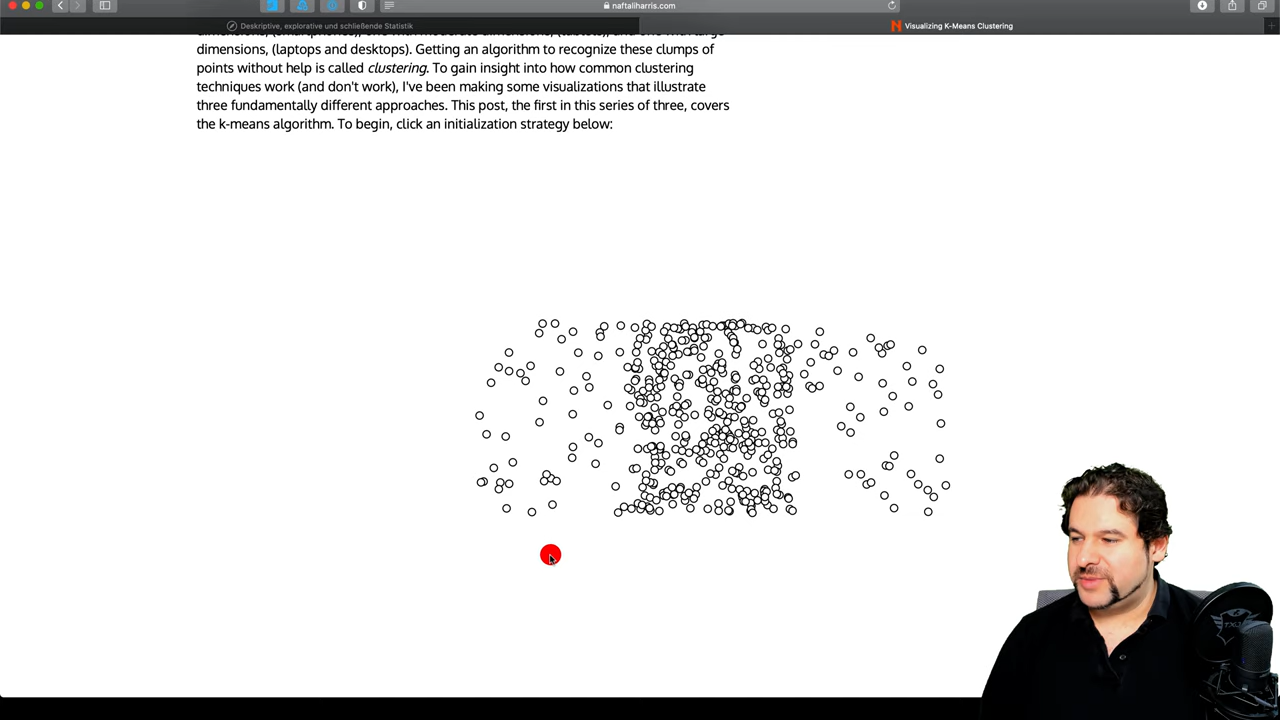 naftaliharris.com
Deskriptive, explorative und schließende Statistik
Visualizing K-Means Clustering
dimensions, (laptops and desktops). Getting an algorithm to recognize these clumps of
points without help is called clustering. To gain insight into how common clustering
techniques work (and don't work), I've been making some visualizations that illustrate
three fundamentally different approaches. This post, the first in this series of three, covers
the k-means algorithm. To begin, click an initialization strategy below: